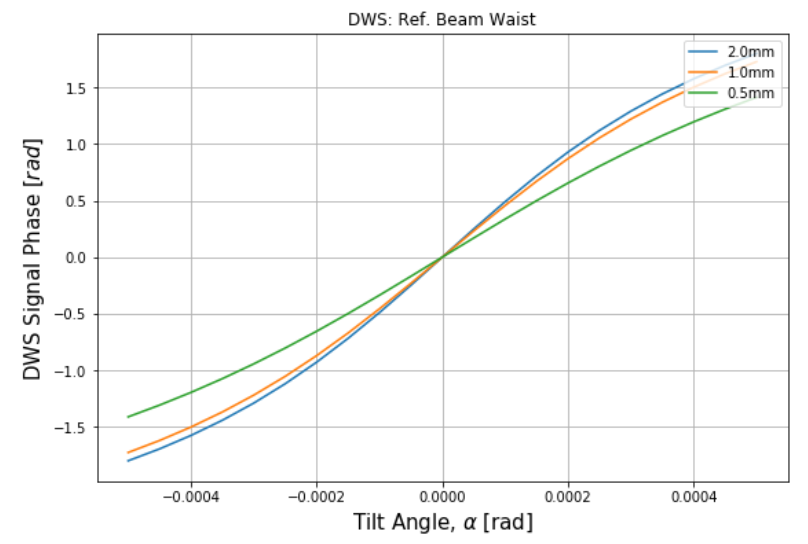 DWS: Ref. Beam Waist
2.0mm
1.0mm
0.5mm
DWS Signal Phase [rad]
1.5
1.0
0.5
0.0
−0.5
−1.0
−1.5
−0.0004 −0.0002 0.0000 0.0002 0.0004
Tilt Angle, α [rad]